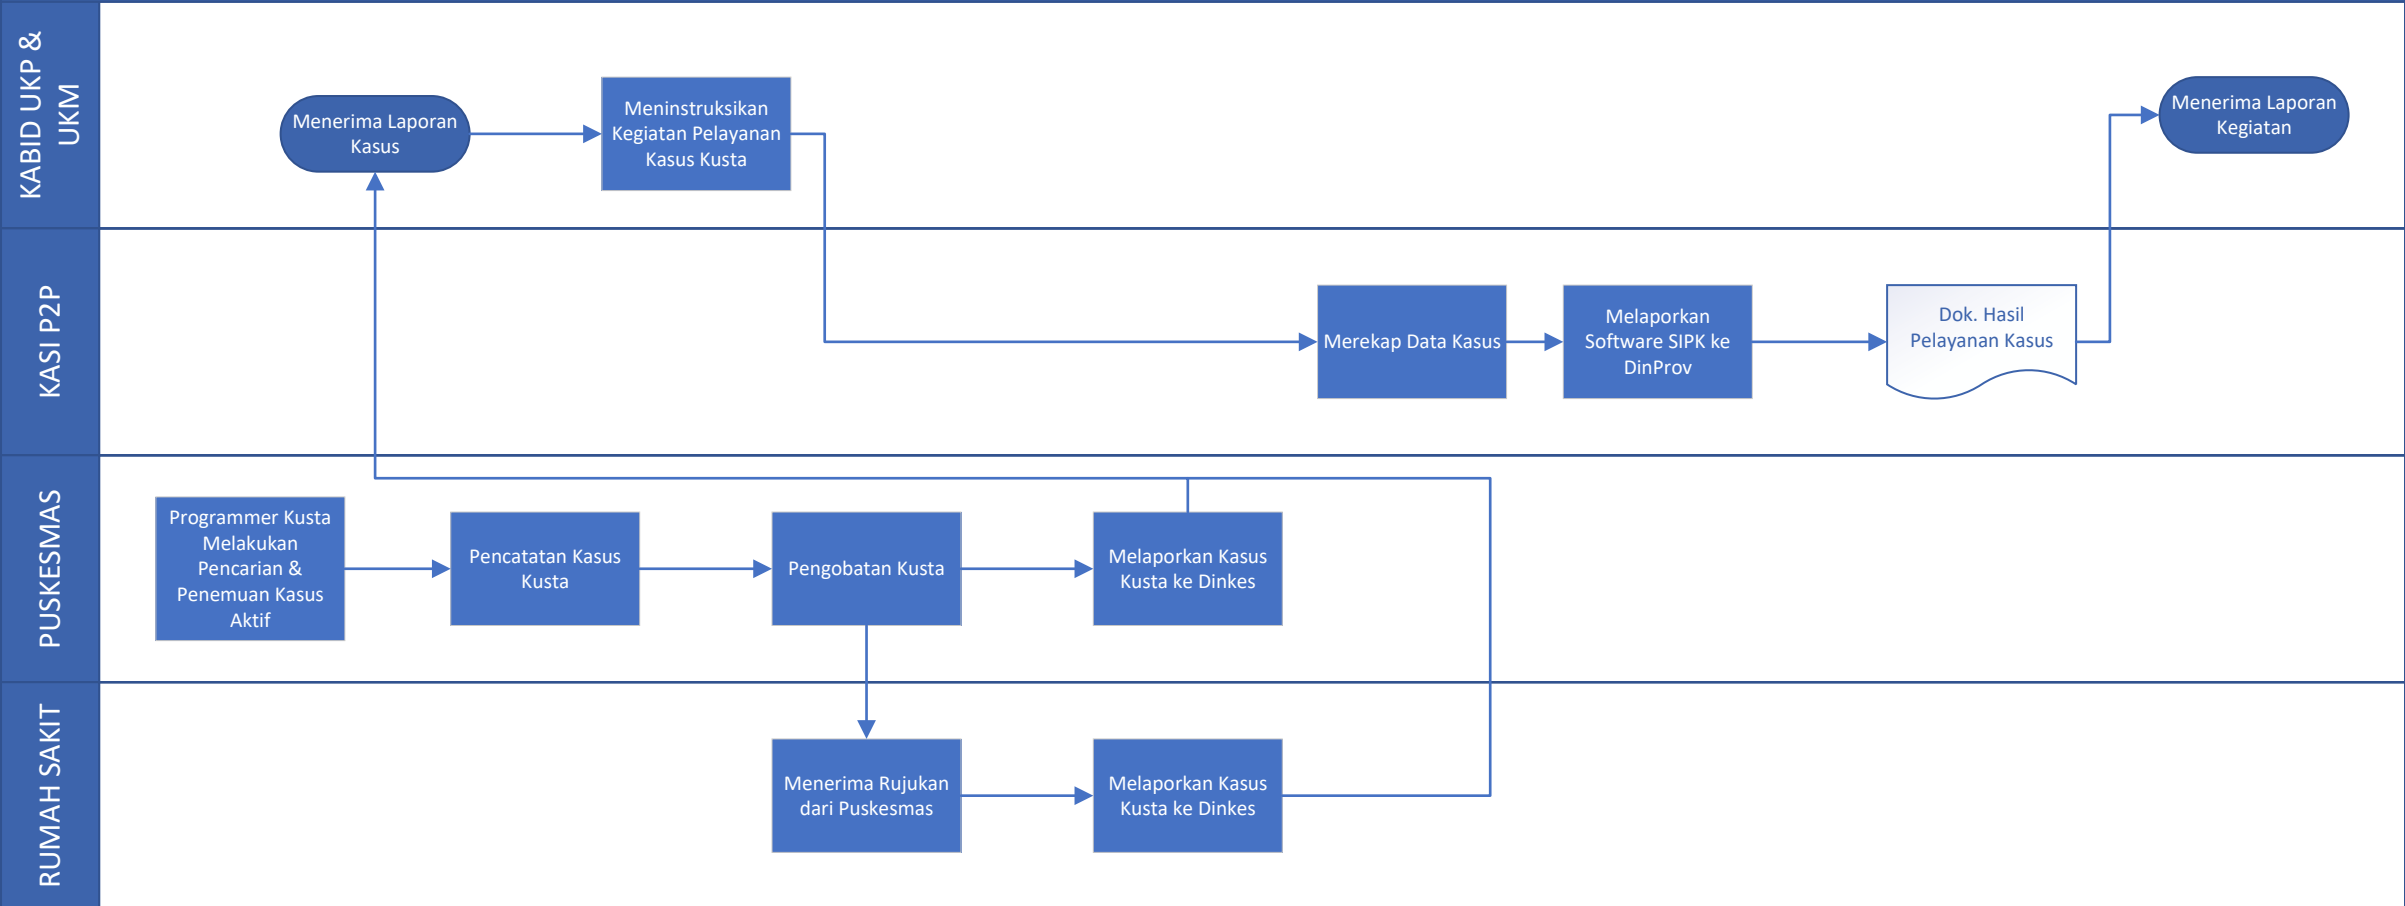 KABID UKP &
UKM
Menerima Laporan
Kasus
Meninstruksikan
Kegiatan Pelayanan
Kasus Kusta
Menerima Laporan
Kegiatan
KASI P2P
Merekap Data Kasus
Melaporkan
Software SIPK ke
DinProv
Dok. Hasil
Pelayanan Kasus
PUSKESMAS
Programmer Kusta
Melakukan
Pencarian &
Penemuan Kasus
Aktif
Pencatatan Kasus
Kusta
Pengobatan Kusta
Melaporkan Kasus
Kusta ke Dinkes
RUMAH SAKIT
Menerima Rujukan
dari Puskesmas
Melaporkan Kasus
Kusta ke Dinkes